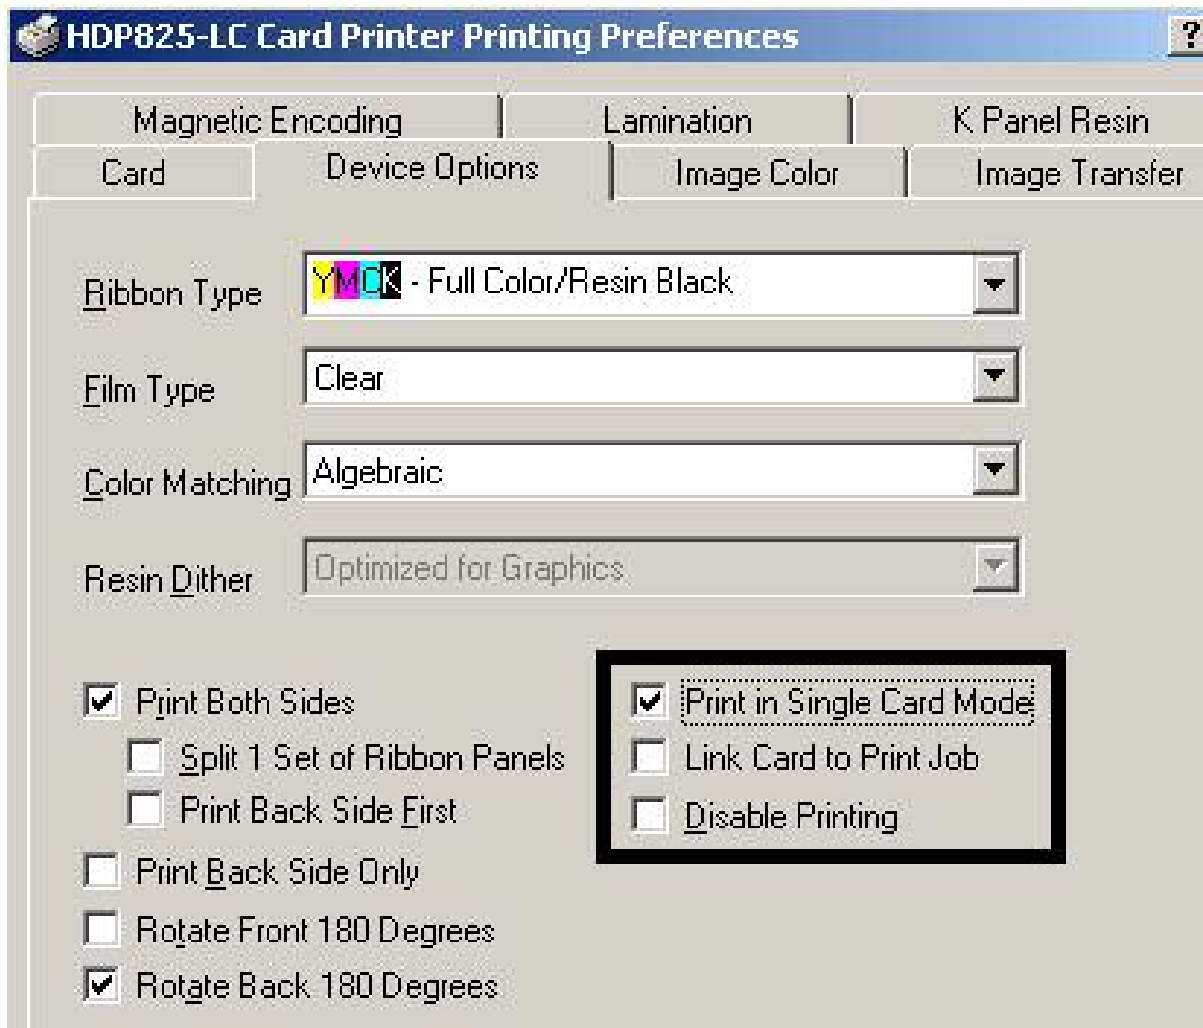 HDP825-LC Card Printer Printing Preferences ?
Magnetic Encoding Lamination K Panel Resin
Card Device Options Image Color Image Transfer
Ribbon Type YMCK - Full Color/Resin Black
Film Type Clear
Color Matching Algebraic
Resin Dither Optimized for Graphics
Print Both Sides Print in Single Card Mode
Split 1 Set of Ribbon Panels Link Card to Print Job
Print Back Side First Disable Printing
Print Back Side Only
Rotate Front 180 Degrees
Rotate Back 180 Degrees